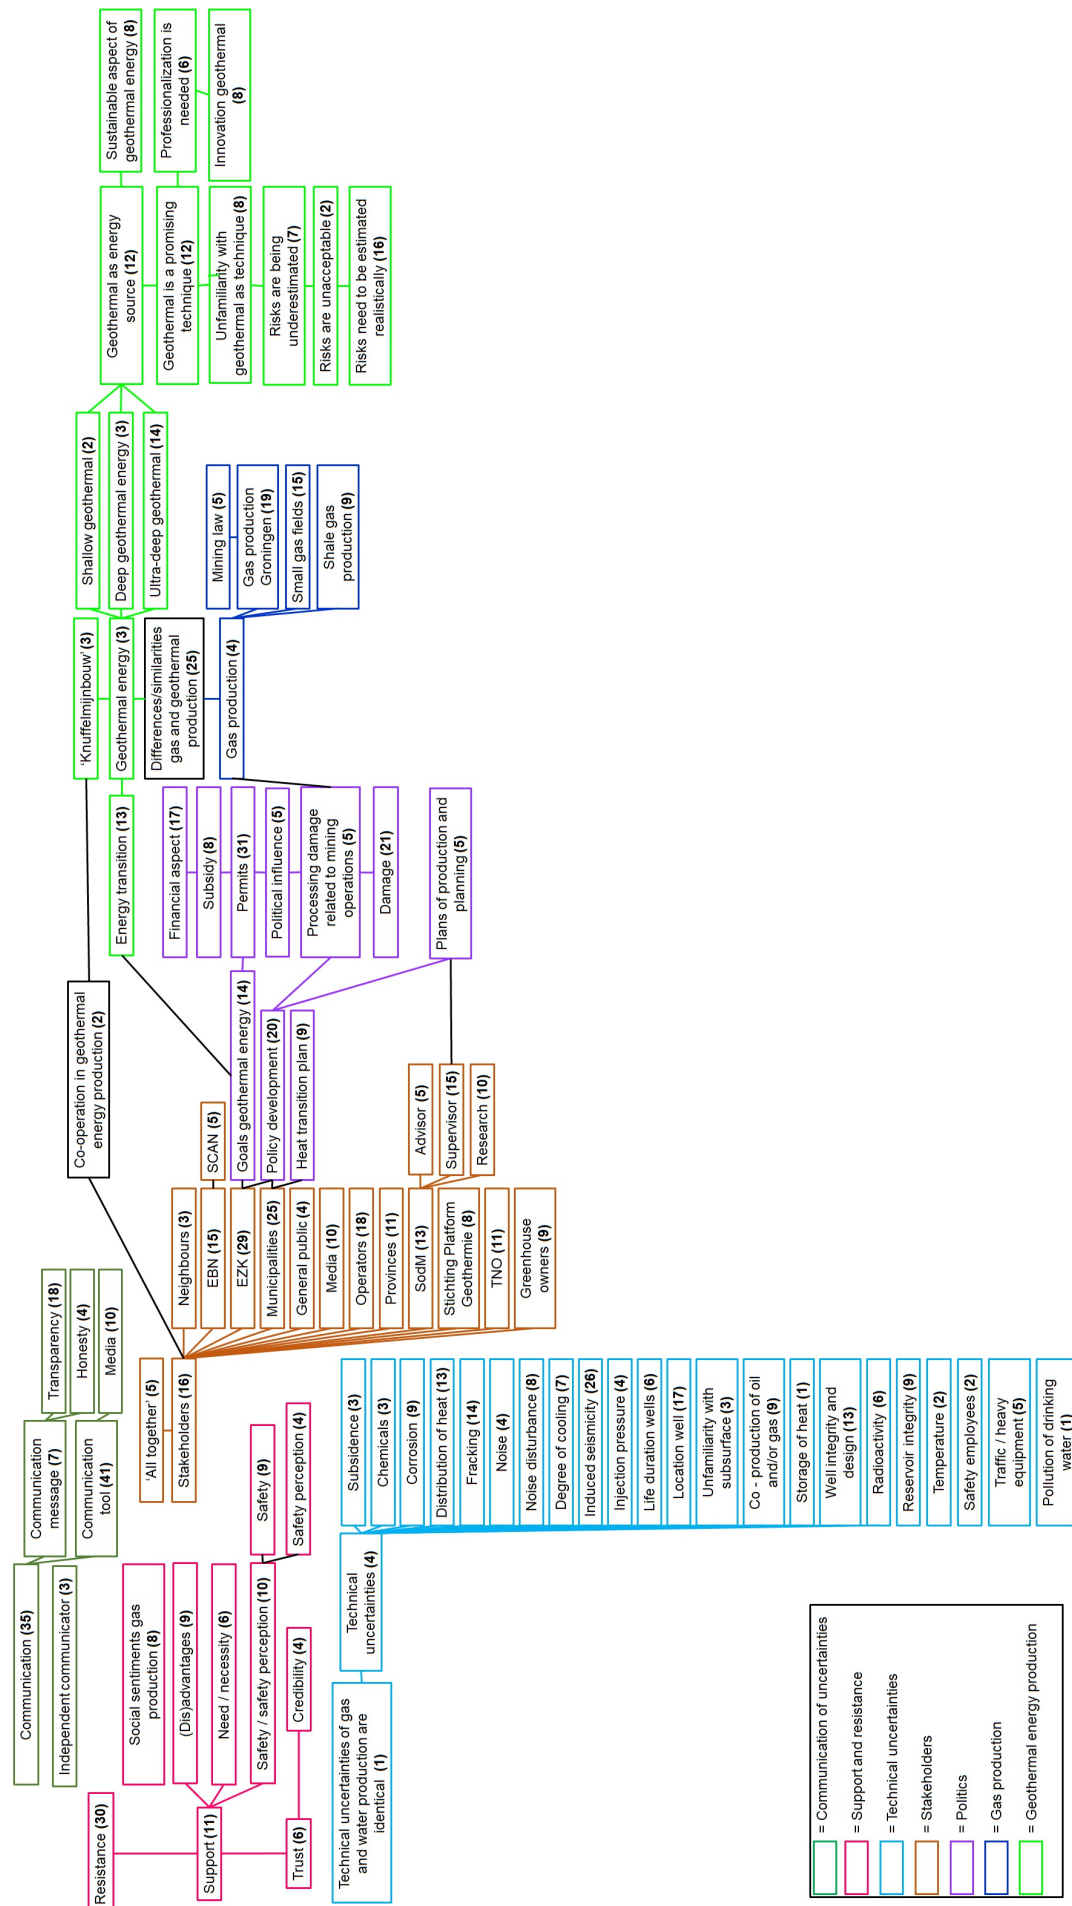 Communication (35)
Independent communicator (3)
Communication
message (7)
Communication
tool (41)
Transparency (18)
Honesty (4)
Media (10)
Resistance (30)
Support (11)
Trust (6)
Credibility (4)
Social sentiments gas
production (8)
(Dis)advantages (9)
Need / necessity (6)
Safety / safety perception (10)
Safety (9)
Safety perception (4)
Technical uncertainties of gas
and water production are
identical (1)
Technical
uncertainties (4)
Subsidence (3)
Chemicals (3)
Corrosion (9)
Distribution of heat (13)
Fracking (14)
Noise (4)
Noise disturbance (8)
Degree of cooling (7)
Induced seismicity (26)
Injection pressure (4)
Life duration wells (6)
Location well (17)
Unfamiliarity with
subsurface (3)
Co - production of oil
and/or gas (9)
Storage of heat (1)
Well integrity and
design (13)
Radioactivity (6)
Reservoir integrity (9)
Temperature (2)
Safety employees (2)
Traffic / heavy
equipment (5)
Pollution of drinking
water (1)
'All together' (5)
Stakeholders (16)
Neighbours (3)
EBN (15)
EZK (29)
Municipalities (25)
General public (4)
Media (10)
Operators (18)
Provinces (11)
SodM (13)
Stichting Platform
Geothermie (8)
TNO (11)
Greenhouse
owners (9)
SCAN (5)
Advisor (5)
Supervisor (15)
Research (10)
Co-operation in geothermal
energy production (2)
Goals geothermal energy (14)
Policy development (20)
Heat transition plan (9)
Financial aspect (17)
Subsidy (8)
Permits (31)
Political influence (5)
Processing damage
related to mining
operations (5)
Damage (21)
Plans of production and
planning (5)
Energy transition (13)
'Knuffelmijnbouw' (3)
Geothermal energy (3)
Differences/similarities
gas and geothermal
production (25)
Gas production (4)
Mining law (5)
Gas production
Groningen (19)
Small gas fields (15)
Shale gas
production (9)
Shallow geothermal (2)
Deep geothermal energy (3)
Ultra-deep geothermal (14)
Geothermal as energy
source (12)
Geothermal is a promising
technique (12)
Unfamiliarity with
geothermal as technique (8)
Risks are being
underestimated (7)
Risks are unacceptable (2)
Risks need to be estimated
realistically (16)
Sustainable aspect of
geothermal energy (8)
Professionalization is
needed (6)
Innovation geothermal
(8)
= Communication of uncertainties
= Support and resistance
= Technical uncertainties
= Stakeholders
= Politics
= Gas production
= Geothermal energy production